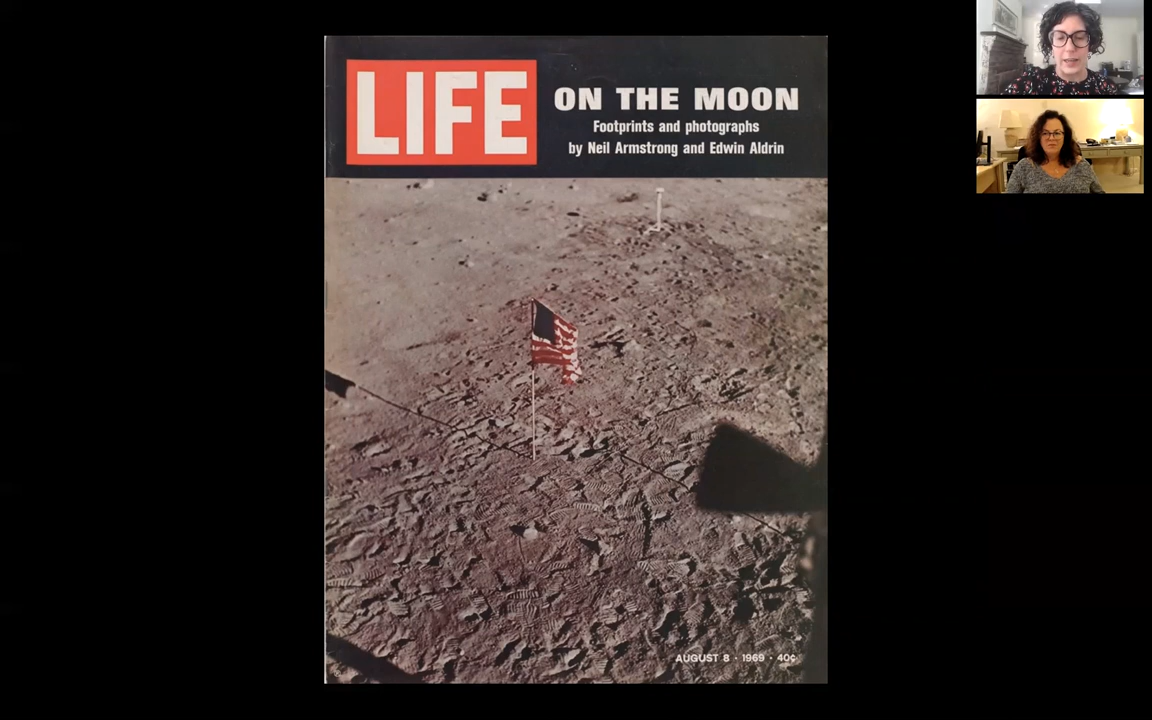 LIFE
ON THE MOON
Footprints and photographs
by Neil Armstrong and Edwin Aldrin
AUGUST 8 · 1969 · 40¢